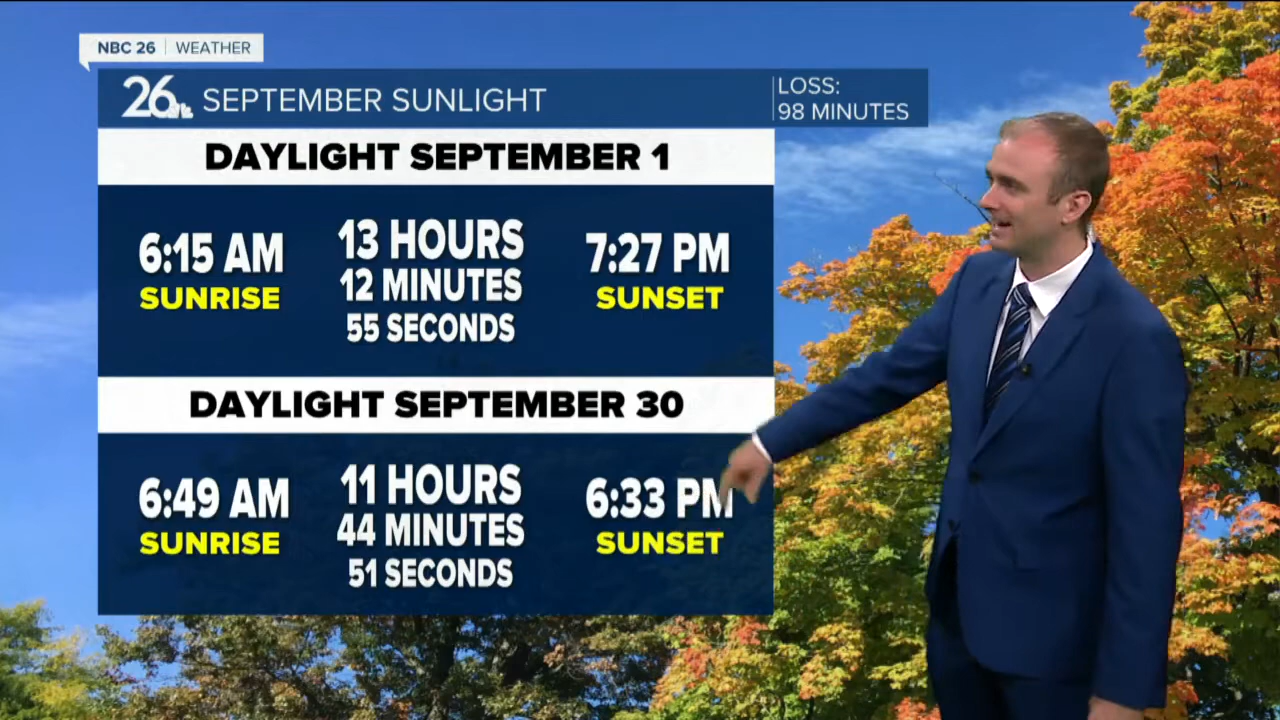 NBC 26 | WEATHER
26 SEPTEMBER SUNLIGHT
LOSS:
98 MINUTES
DAYLIGHT SEPTEMBER 1
6:15 AM
SUNRISE
13 HOURS
12 MINUTES
55 SECONDS
7:27 PM
SUNSET
DAYLIGHT SEPTEMBER 30
6:49 AM
SUNRISE
11 HOURS
44 MINUTES
51 SECONDS
6:33 PM
SUNSET